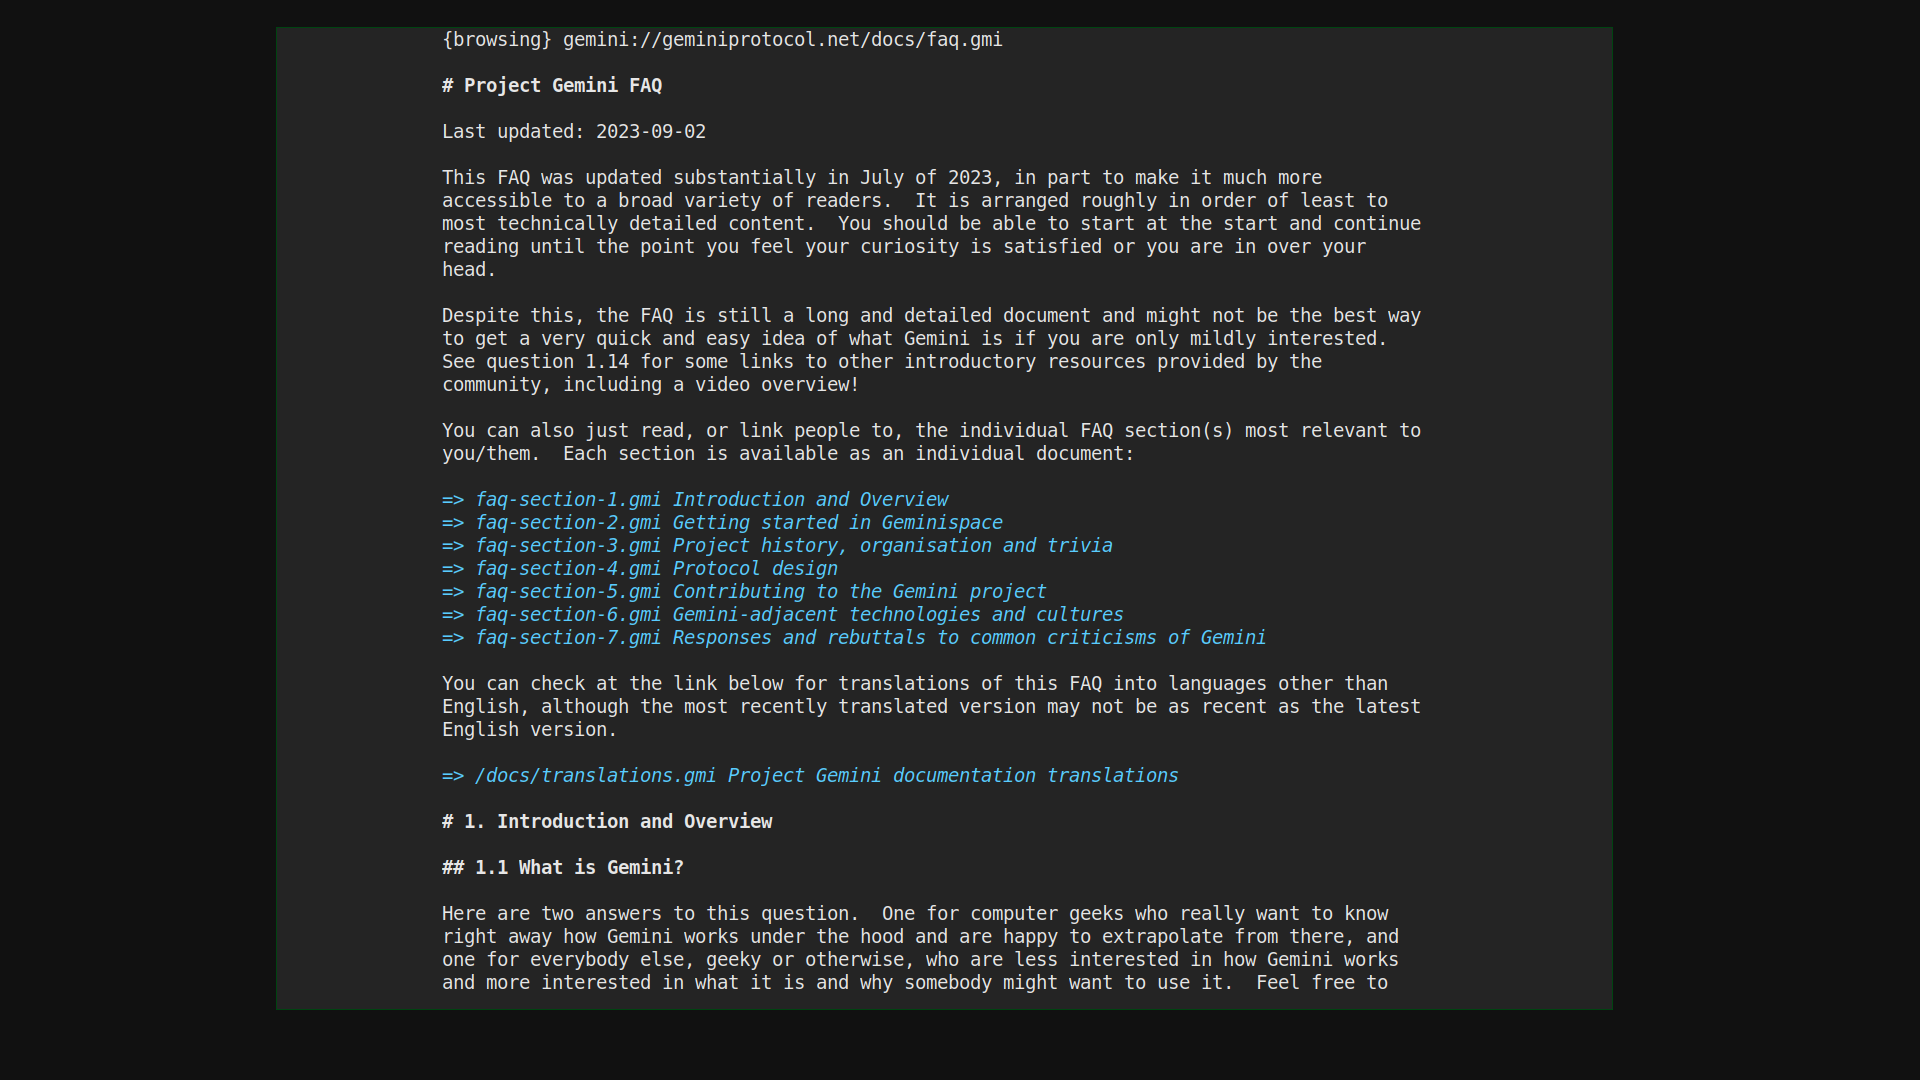 {browsing} gemini://geminiprotocol.net/docs/faq.gmi
# Project Gemini FAQ
Last updated: 2023-09-02
This FAQ was updated substantially in July of 2023, in part to make it much more
accessible to a broad variety of readers.  It is arranged roughly in order of least to
most technically detailed content.  You should be able to start at the start and continue
reading until the point you feel your curiosity is satisfied or you are in over your
head.
Despite this, the FAQ is still a long and detailed document and might not be the best way
to get a very quick and easy idea of what Gemini is if you are only mildly interested.
See question 1.14 for some links to other introductory resources provided by the
community, including a video overview!
You can also just read, or link people to, the individual FAQ section(s) most relevant to
you/them.  Each section is available as an individual document:
=> faq-section-1.gmi Introduction and Overview
=> faq-section-2.gmi Getting started in Geminispace
=> faq-section-3.gmi Project history, organisation and trivia
=> faq-section-4.gmi Protocol design
=> faq-section-5.gmi Contributing to the Gemini project
=> faq-section-6.gmi Gemini-adjacent technologies and cultures
=> faq-section-7.gmi Responses and rebuttals to common criticisms of Gemini
You can check at the link below for translations of this FAQ into languages other than
English, although the most recently translated version may not be as recent as the latest
English version.
=> /docs/translations.gmi Project Gemini documentation translations
# 1. Introduction and Overview
## 1.1 What is Gemini?
Here are two answers to this question.  One for computer geeks who really want to know
right away how Gemini works under the hood and are happy to extrapolate from there, and
one for everybody else, geeky or otherwise, who are less interested in how Gemini works
and more interested in what it is and why somebody might want to use it.  Feel free to